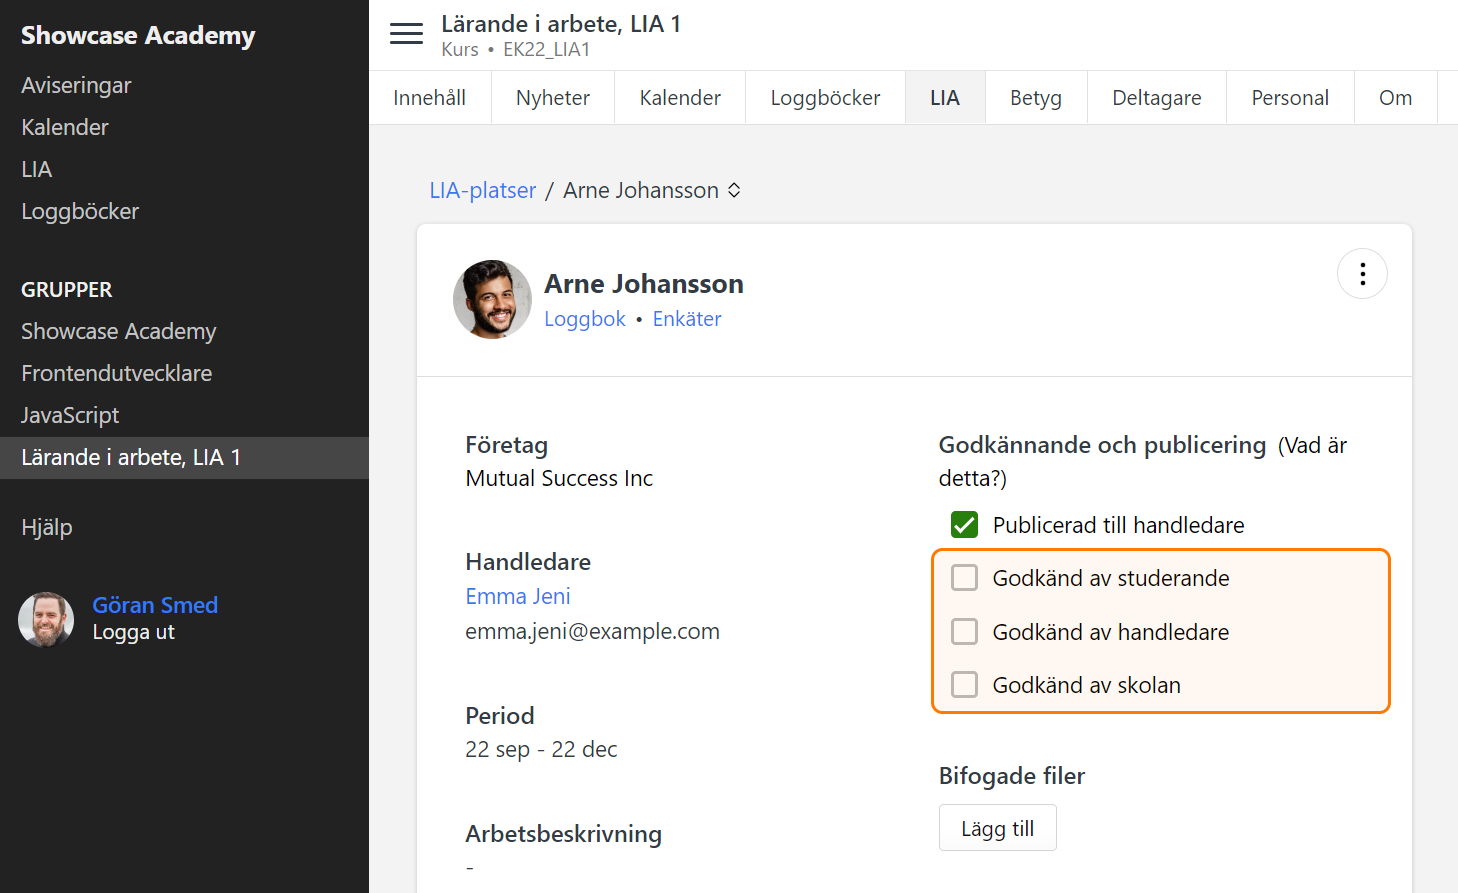 Showcase Academy
Aviseringar
Kalender
LIA
Loggböcker
GRUPPER
Showcase Academy
Frontendutvecklare
JavaScript
Lärande i arbete, LIA 1
Hjälp
Göran Smed
Logga ut
Lärande i arbete, LIA 1
Kurs • EK22_LIA1
Innehåll Nyheter Kalender Loggböcker LIA Betyg Deltagare Personal Om
LIA-platser / Arne Johansson
Arne Johansson
Loggbok • Enkäter
Företag
Mutual Success Inc
Handledare
Emma Jeni
emma.jeni@example.com
Period
22 sep - 22 dec
Arbetsbeskrivning
-
Godkännande och publicering (Vad är
detta?)
Publicerad till handledare
Godkänd av studerande
Godkänd av handledare
Godkänd av skolan
Bifogade filer
Lägg till